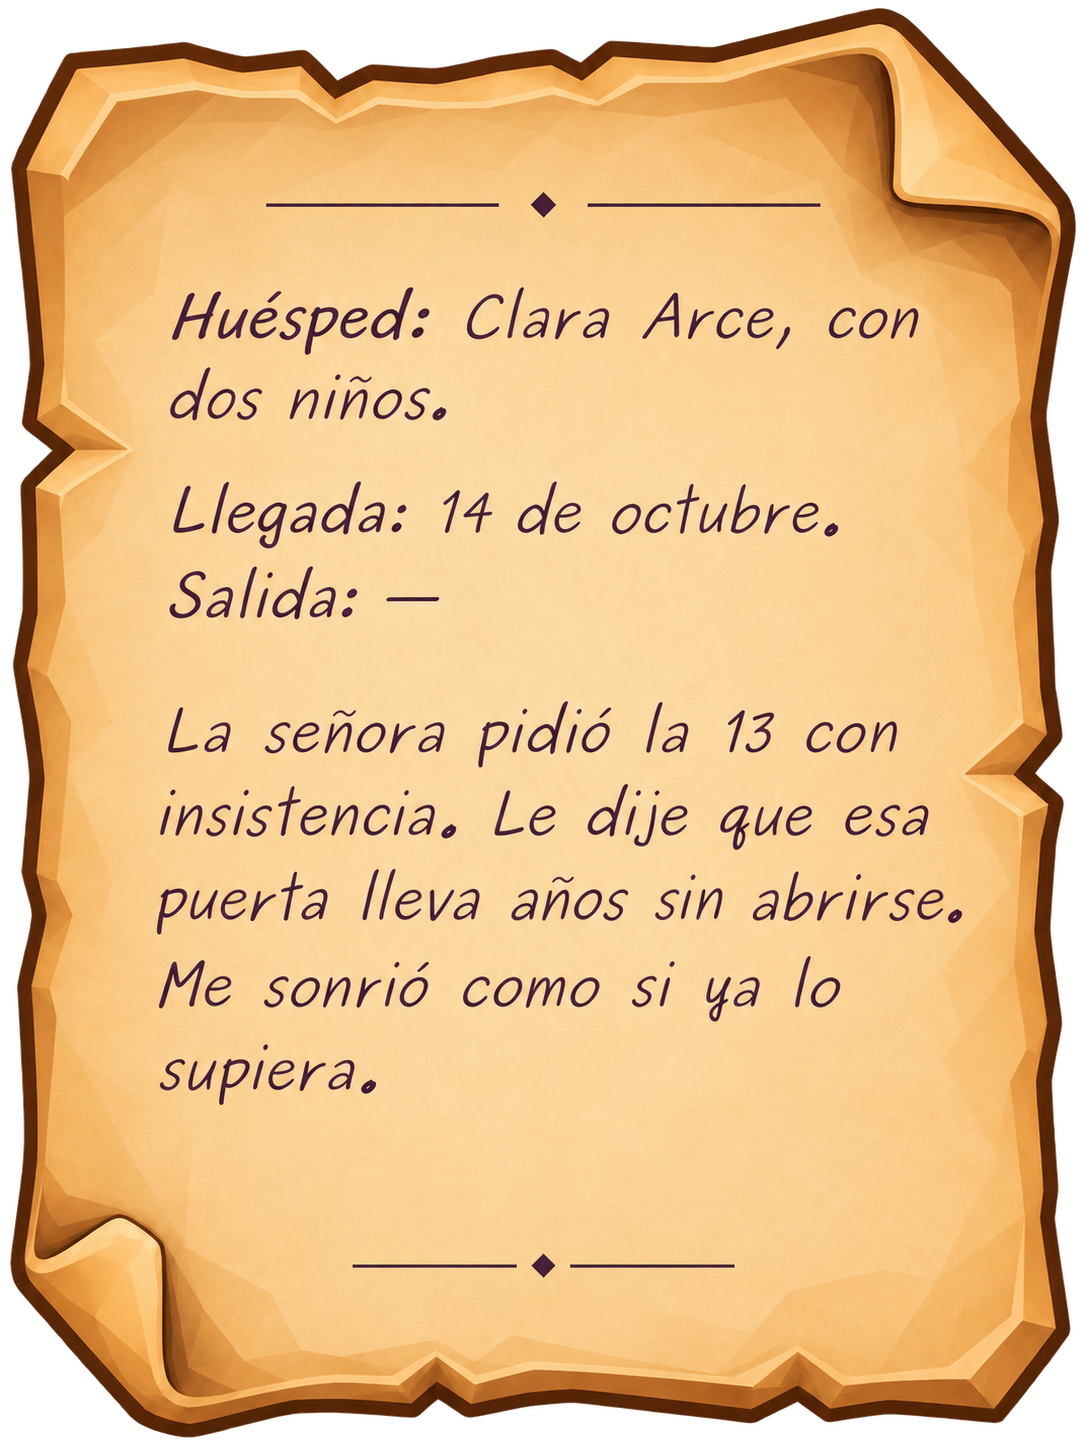 Huésped: Clara Arce, con
dos niños.
Llegada: 14 de octubre.
Salida: —
La señora pidió la 13 con
insistencia. Le dije que esa
puerta lleva años sin abrirse.
Me sonrió como si ya lo
supiera.